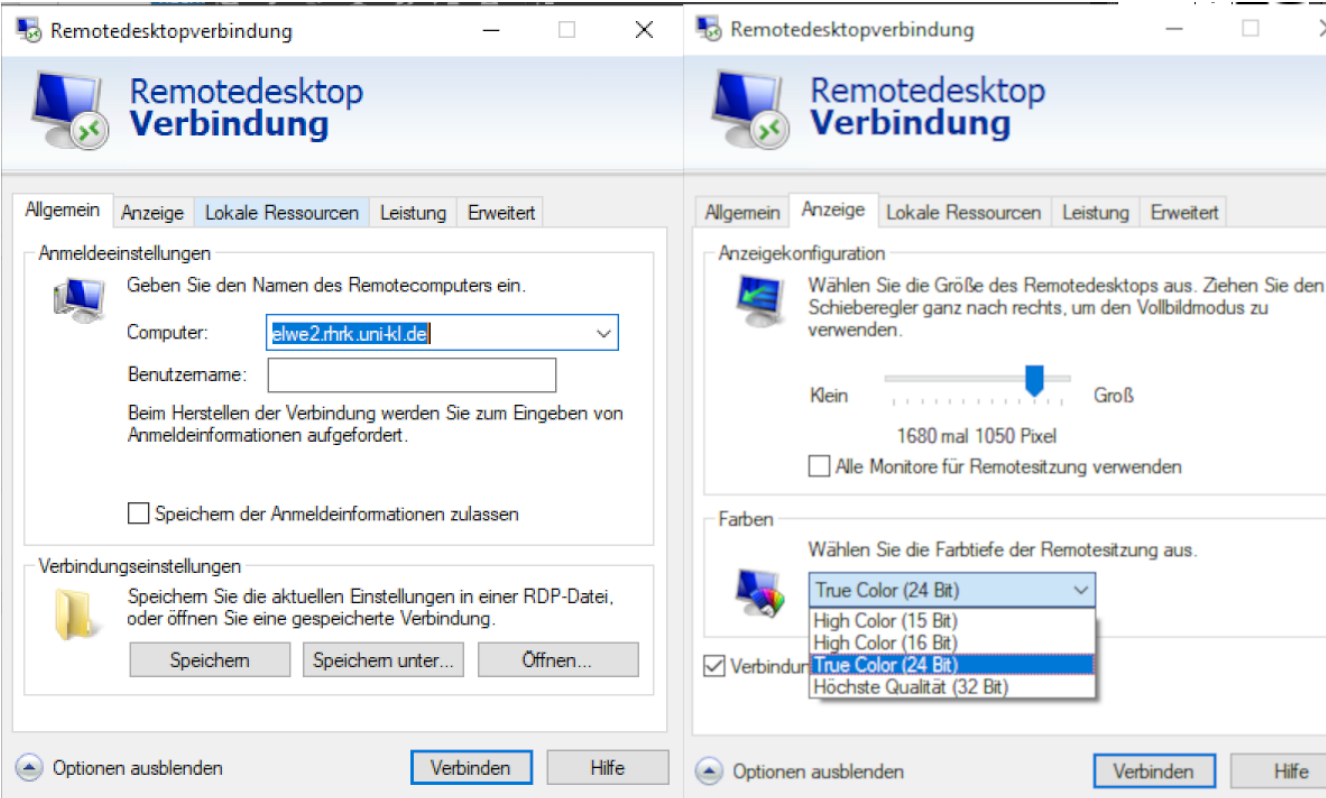 Remotedesktopverbindung
Remotedesktop
Verbindung
Allgemein Anzeige Lokale Ressourcen Leistung Erweitert
Anmeldeeinstellungen
Geben Sie den Namen des Remotecomputers ein.
Computer: elwe2.rhrk.uni-kl.de
Benutzername:
Beim Herstellen der Verbindung werden Sie zum Eingeben von
Anmeldeinformationen aufgefordert.
Speichern der Anmeldeinformationen zulassen
Verbindungseinstellungen
Speichern Sie die aktuellen Einstellungen in einer RDP-Datei,
oder öffnen Sie eine gespeicherte Verbindung.
Speichern Speichern unter... Öffnen...
Optionen ausblenden Verbinden Hilfe
Remotedesktopverbindung
Remotedesktop
Verbindung
Allgemein Anzeige Lokale Ressourcen Leistung Erweitert
Anzeigekonfiguration
Wählen Sie die Größe des Remotedesktops aus. Ziehen Sie den
Schieberegler ganz nach rechts, um den Vollbildmodus zu
verwenden.
Klein Groß
1680 mal 1050 Pixel
Alle Monitore für Remotesitzung verwenden
Farben
Wählen Sie die Farbtiefe der Remotesitzung aus.
True Color (24 Bit)
High Color (15 Bit)
High Color (16 Bit)
Verbindun True Color (24 Bit)
Höchste Qualität (32 Bit)
Optionen ausblenden Verbinden Hilfe